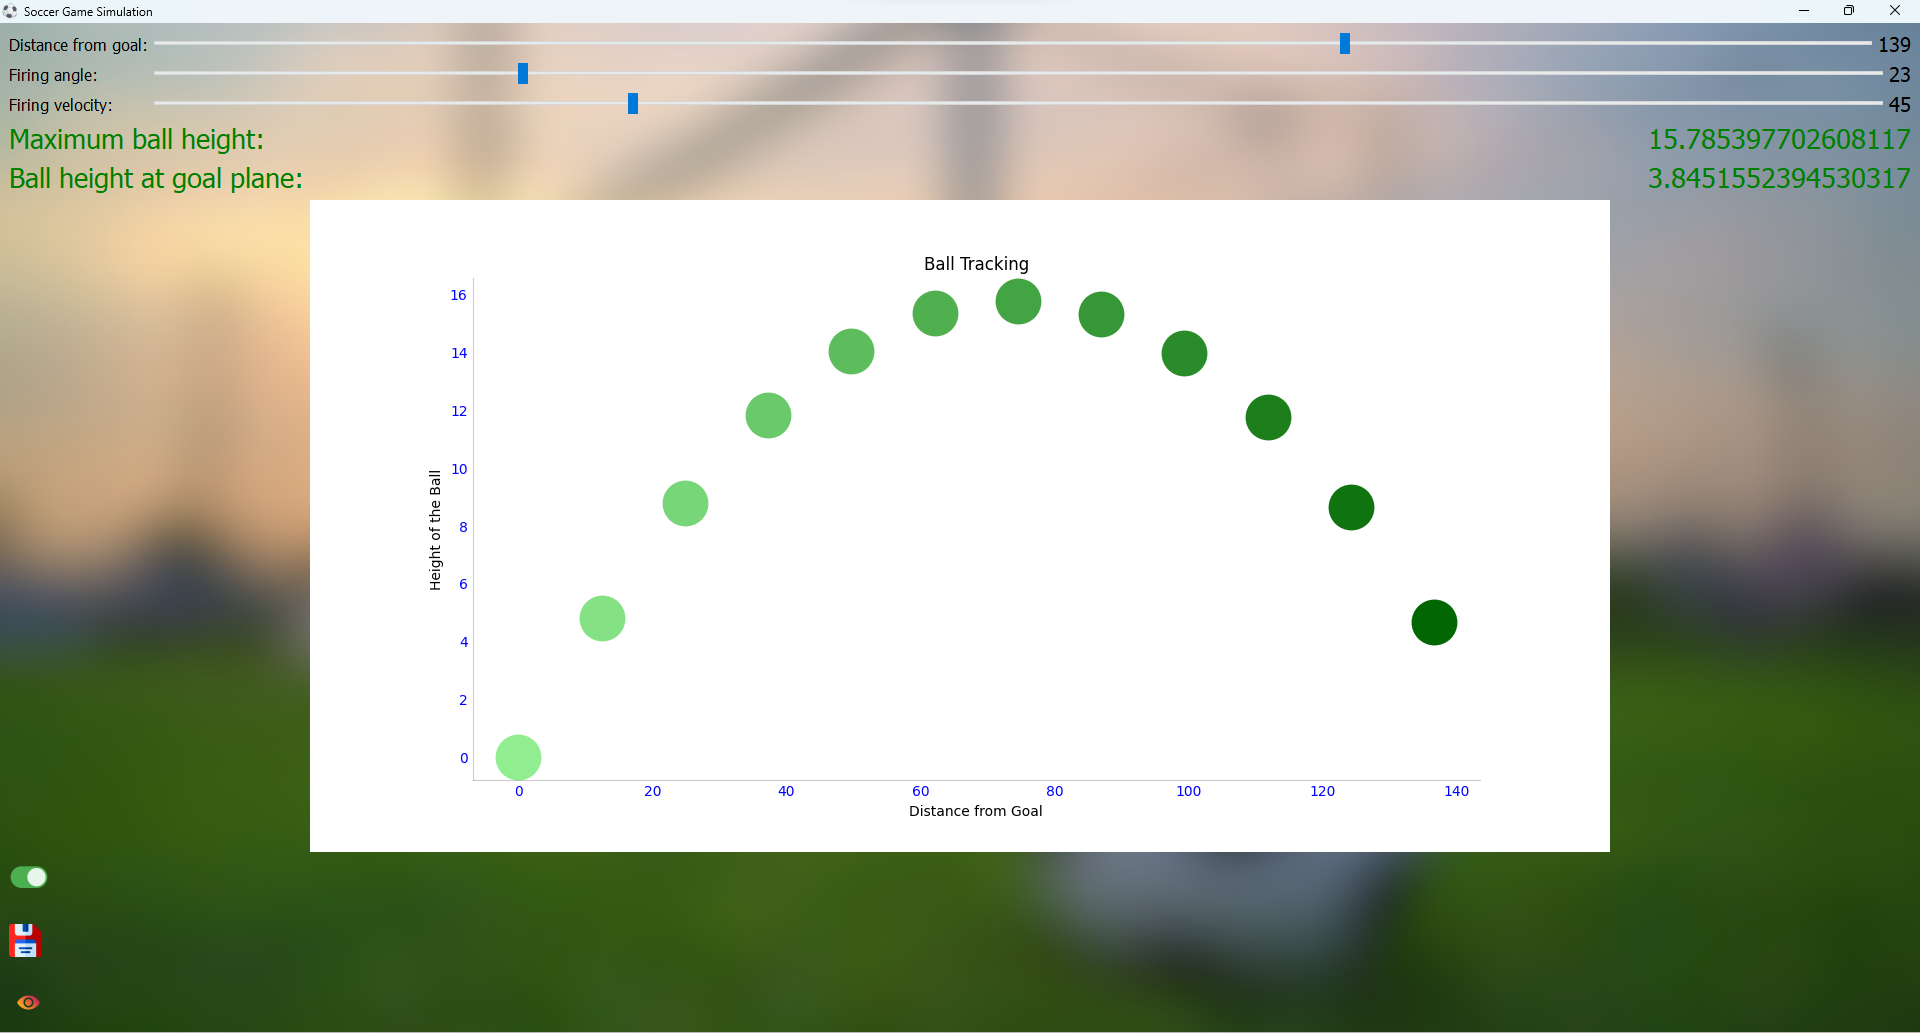 Soccer Game Simulation
Distance from goal: 139
Firing angle: 23
Firing velocity: 45
Maximum ball height: 15.785397702608117
Ball height at goal plane: 3.8451552394530317
Ball Tracking
16
14
12
10
8
6
4
2
0
Height of the Ball
0 20 40 60 80 100 120 140
Distance from Goal